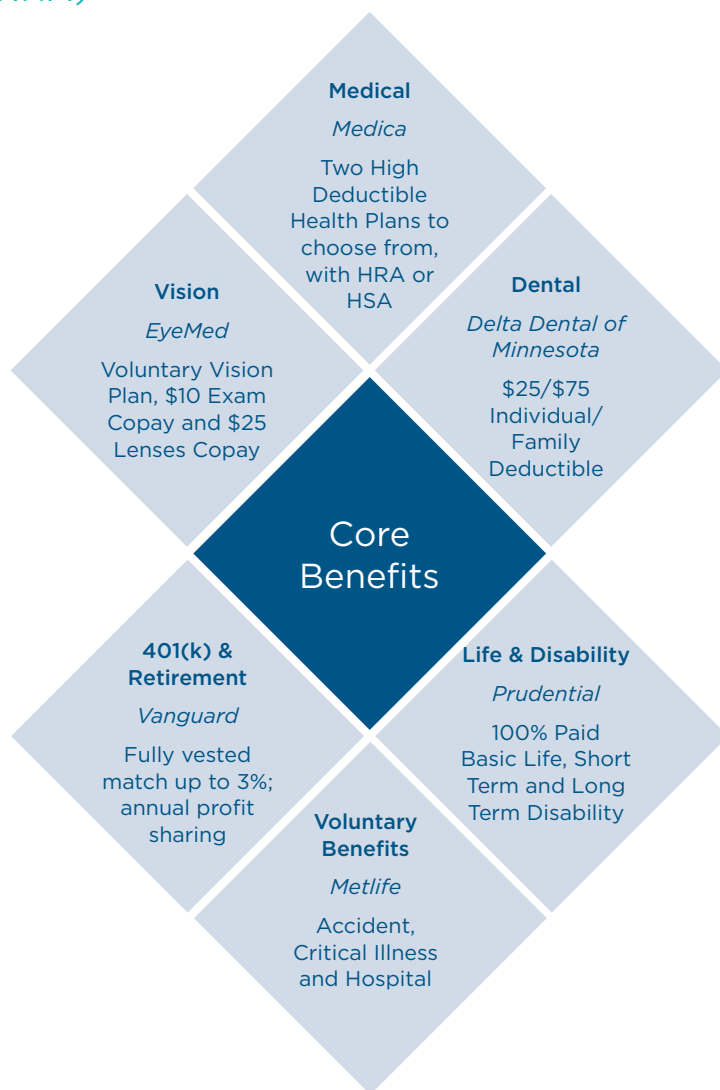 Medical
Medica
Two High
Deductible
Health Plans to
choose from,
with HRA or
HSA
Vision
EyeMed
Voluntary Vision
Plan, $10 Exam
Copay and $25
Lenses Copay
Dental
Delta Dental of
Minnesota
$25/$75
Individual/
Family
Deductible
Core
Benefits
401(k) &
Retirement
Vanguard
Fully vested
match up to 3%;
annual profit
sharing
Life & Disability
Prudential
100% Paid
Basic Life, Short
Term and Long
Term Disability
Voluntary
Benefits
Metlife
Accident,
Critical Illness
and Hospital